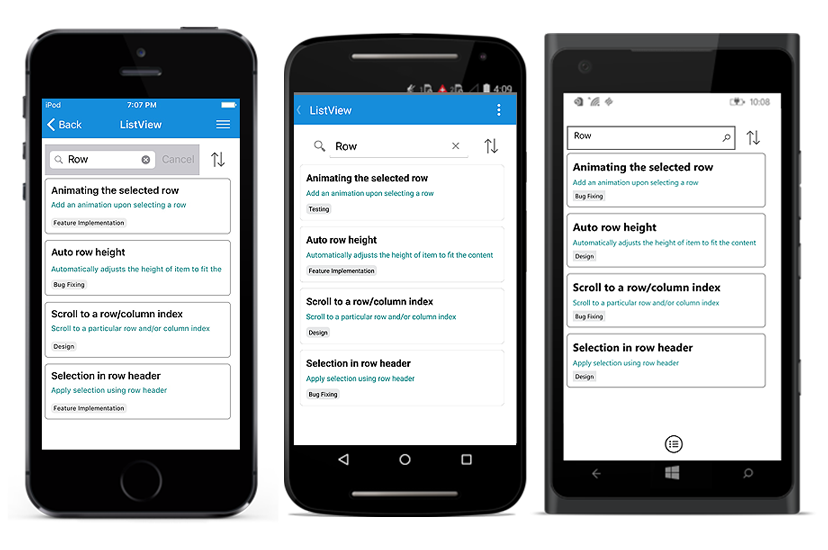 iPod 7:07 PM
Back ListView
Row Cancel
Animating the selected row
Add an animation upon selecting a row
Feature Implementation
Auto row height
Automatically adjusts the height of item to fit the
Bug Fixing
Scroll to a row/column index
Scroll to a particular row and/or column index
Design
Selection in row header
Apply selection using row header
Feature Implementation
4:09
ListView
Row
Animating the selected row
Add an animation upon selecting a row
Testing
Auto row height
Automatically adjusts the height of item to fit the content
Feature Implementation
Scroll to a row/column index
Scroll to a particular row and/or column index
Design
Selection in row header
Apply selection using row header
Bug Fixing
10:08
Row
Animating the selected row
Add an animation upon selecting a row
Bug Fixing
Auto row height
Automatically adjusts the height of item to fit the content
Design
Scroll to a row/column index
Scroll to a particular row and/or column index
Bug Fixing
Selection in row header
Apply selection using row header
Design